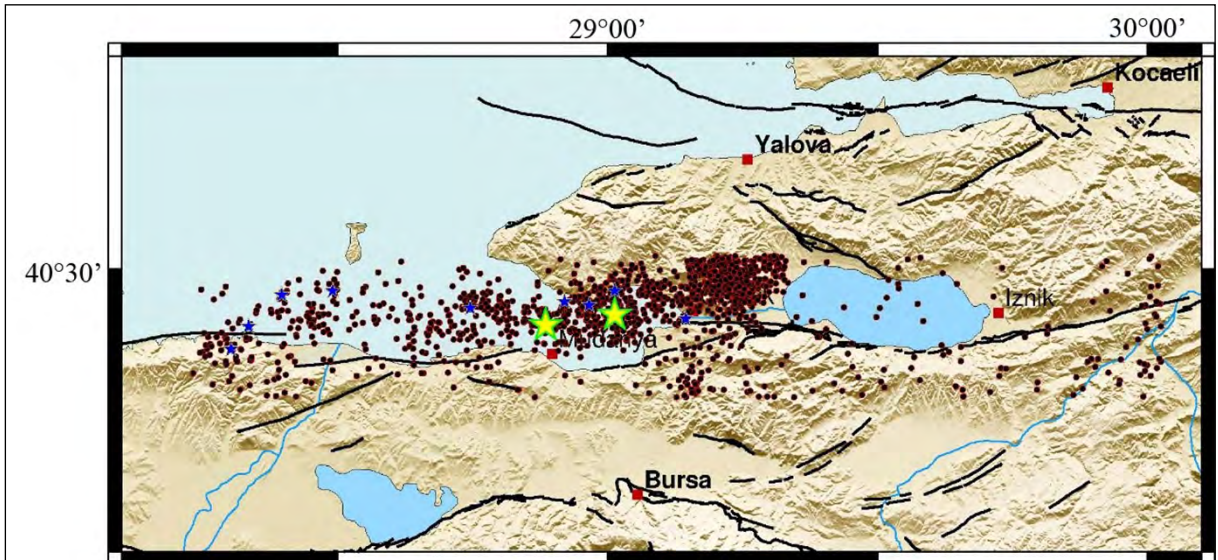 29°00'
30°00'
Kocaeli
Yalova
40°30'
Iznik
Mudanya
Bursa